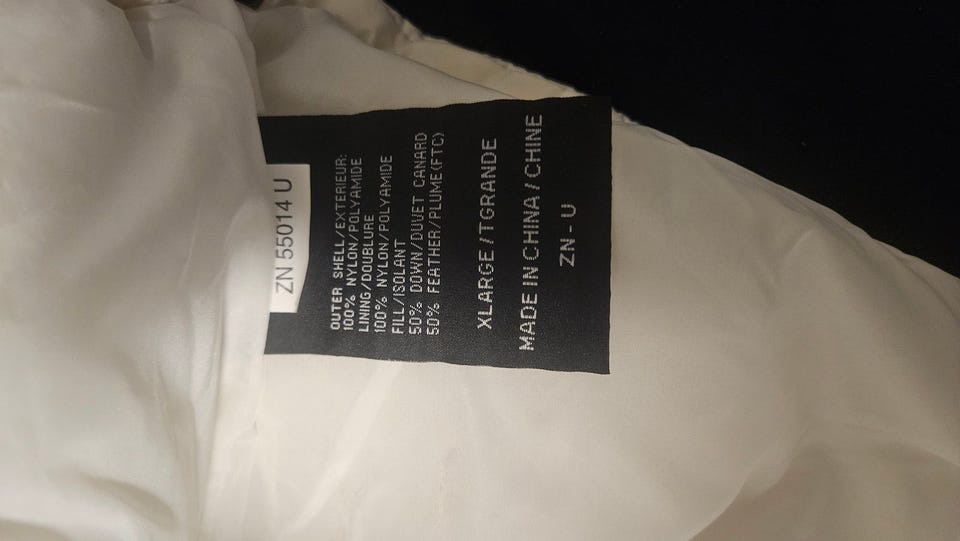 ZN 55014 U
OUTER SHELL/EXTERIEUR:
100% NYLON/POLYAMIDE
LINING/DOUBLURE
100% NYLON/POLYAMIDE
FILL/ISOLANT
50% DOWN/DUVET CANARD
50% FEATHER/PLUME(FTC)
XLARGE/TGRANDE
MADE IN CHINA/CHINE
ZN-U